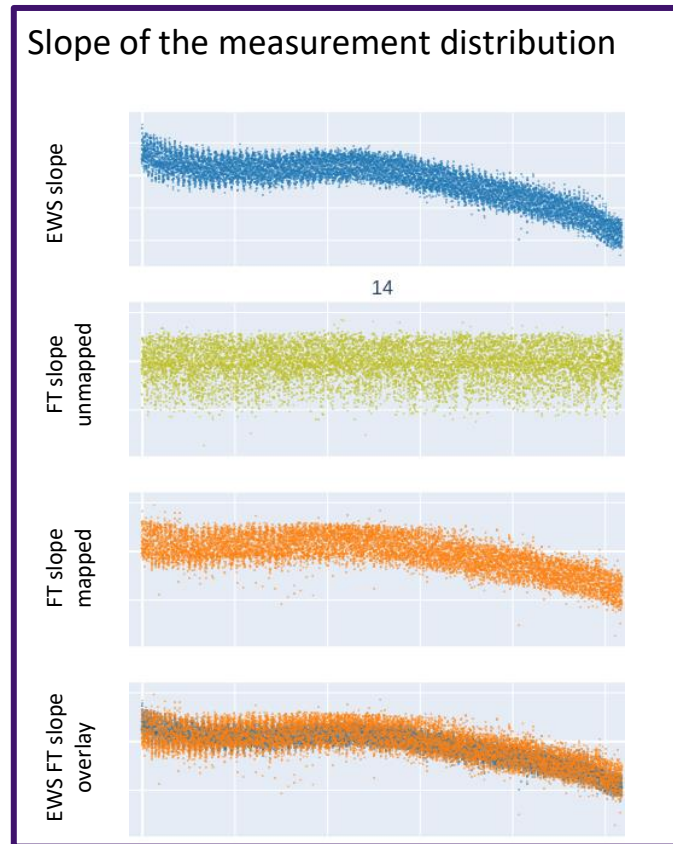 Slope of the measurement distribution
EWS slope
14
FT slope
unmapped
FT slope
mapped
EWS FT slope
overlay